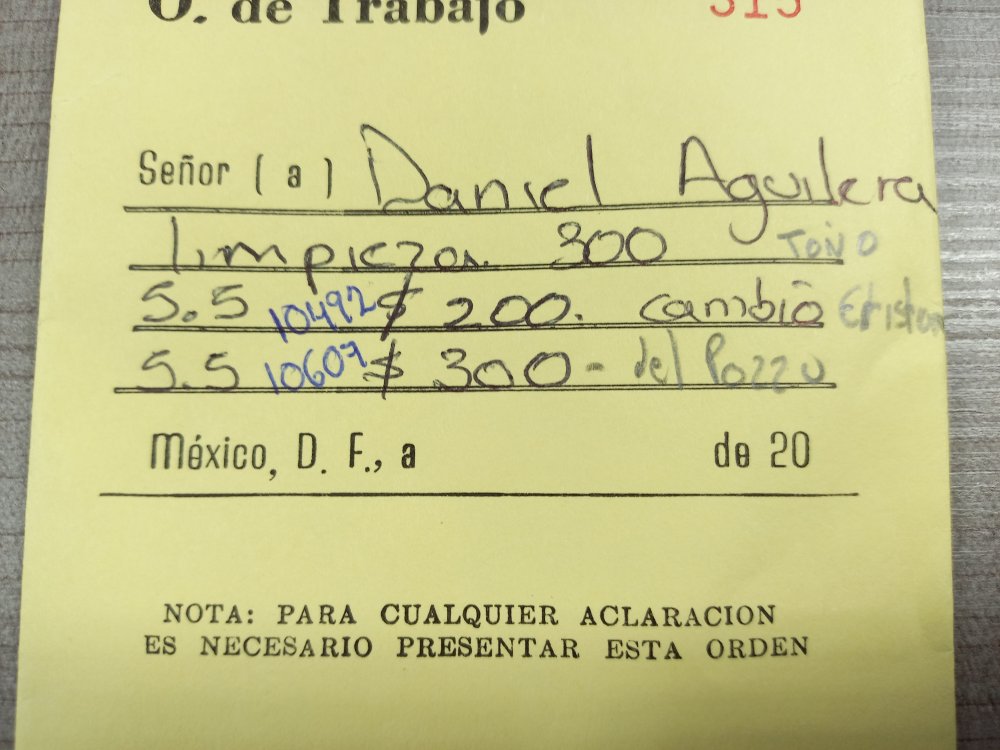 O. de Trabajo 315
Señor ( a ) Daniel Aguilera
limpieza 300 Toño
5.5 10492 $ 200. cambio
5.5 10607 $ 300 - del Pozzo
México, D. F., a de 20
NOTA: PARA CUALQUIER ACLARACION
ES NECESARIO PRESENTAR ESTA ORDEN